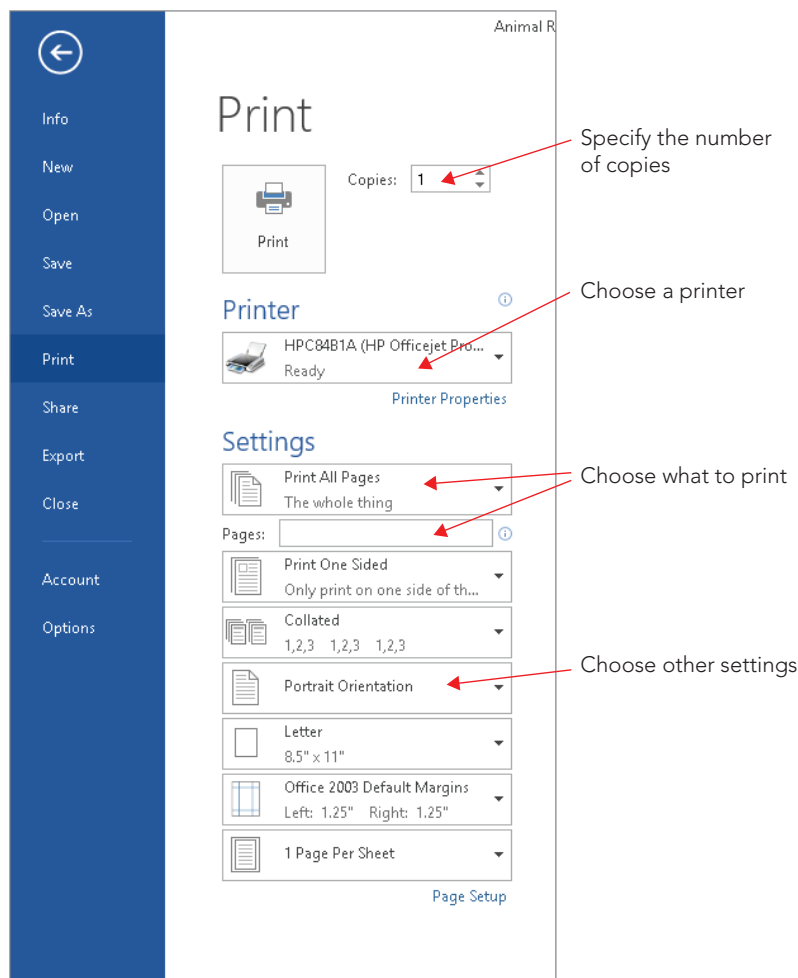 Animal R
Info
New
Open
Save
Save As
Print
Share
Export
Close
Account
Options
Print
Copies: 1
Print
Specify the number
of copies
Printer
HPC84B1A (HP Officejet Pro...
Ready
Printer Properties
Choose a printer
Settings
Print All Pages
The whole thing
Choose what to print
Pages:
Print One Sided
Only print on one side of th...
Collated
1,2,3 1,2,3 1,2,3
Portrait Orientation
Choose other settings
Letter
8.5" x 11"
Office 2003 Default Margins
Left: 1.25" Right: 1.25"
1 Page Per Sheet
Page Setup